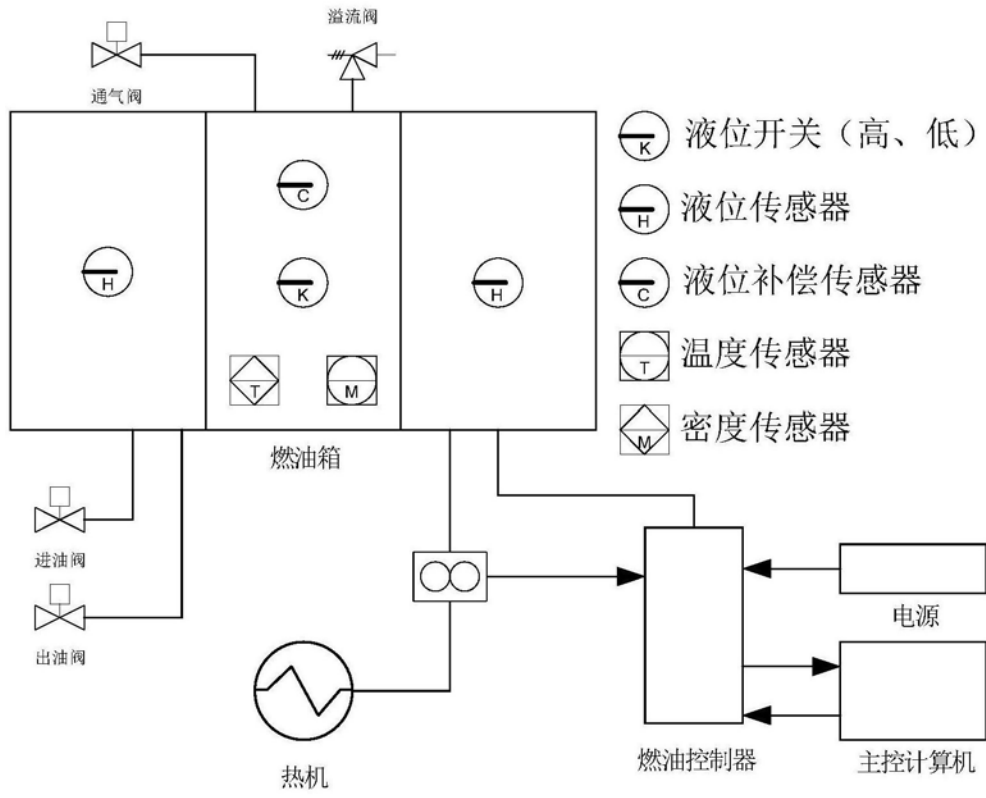 溢流阀
通气阀
K 液位开关（高、低）
C
H 液位传感器
H
K
H
C 液位补偿传感器
T
M
T 温度传感器
M 密度传感器
燃油箱
进油阀
出油阀
电源
热机
燃油控制器
主控计算机